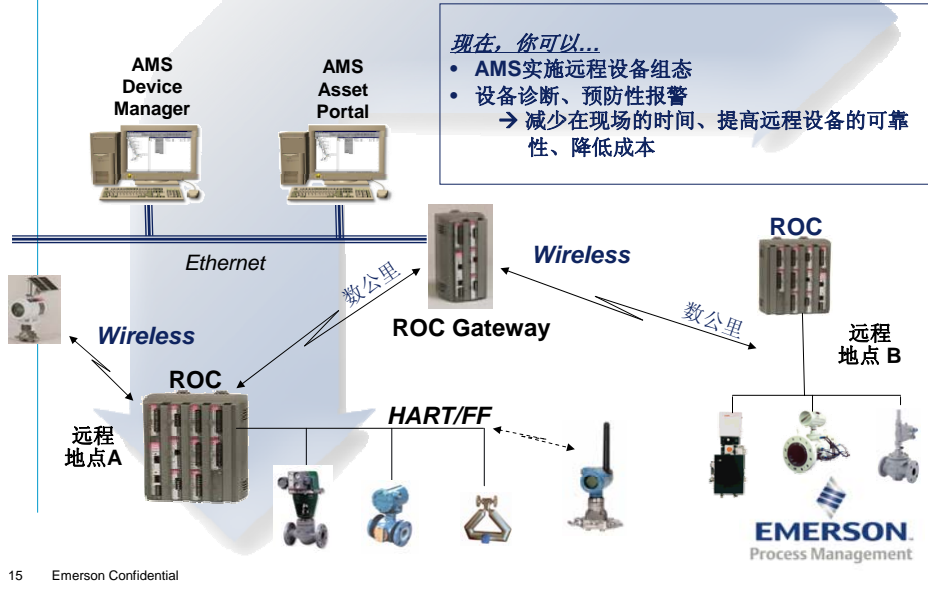 现在，你可以…
• AMS实施远程设备组态
• 设备诊断、预防性报警
→ 减少在现场的时间、提高远程设备的可靠
性、降低成本
AMS
Device
Manager
AMS
Asset
Portal
Ethernet
Wireless
ROC
数公里
数公里
ROC Gateway
Wireless
远程
地点 B
ROC
HART/FF
远程
地点A
EMERSON.
Process Management
15 Emerson Confidential